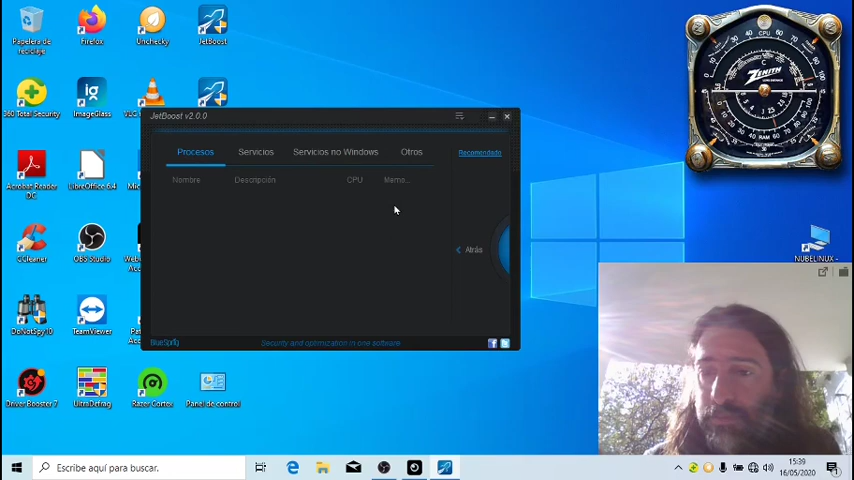 Papelera de
reciclaje
Firefox
Unchecky
JetBoost
360 Total Security
ImageGlass
VLC
Acrobat Reader
DC
LibreOffice 6.4
CCleaner
OBS Studio
DoNotSpy10
TeamViewer
Driver Booster 7
UltraDefrag
Razer Cortex
Panel de control
JetBoost v2.0.0
Procesos
Servicios
Servicios no Windows
Otros
Recomendado
Nombre
Descripción
CPU
Memo...
Atrás
Security and optimization in one software
CPU
ZENITH
RAM
NUBELINUX -
Escribe aquí para buscar.
15:39
16/05/2020